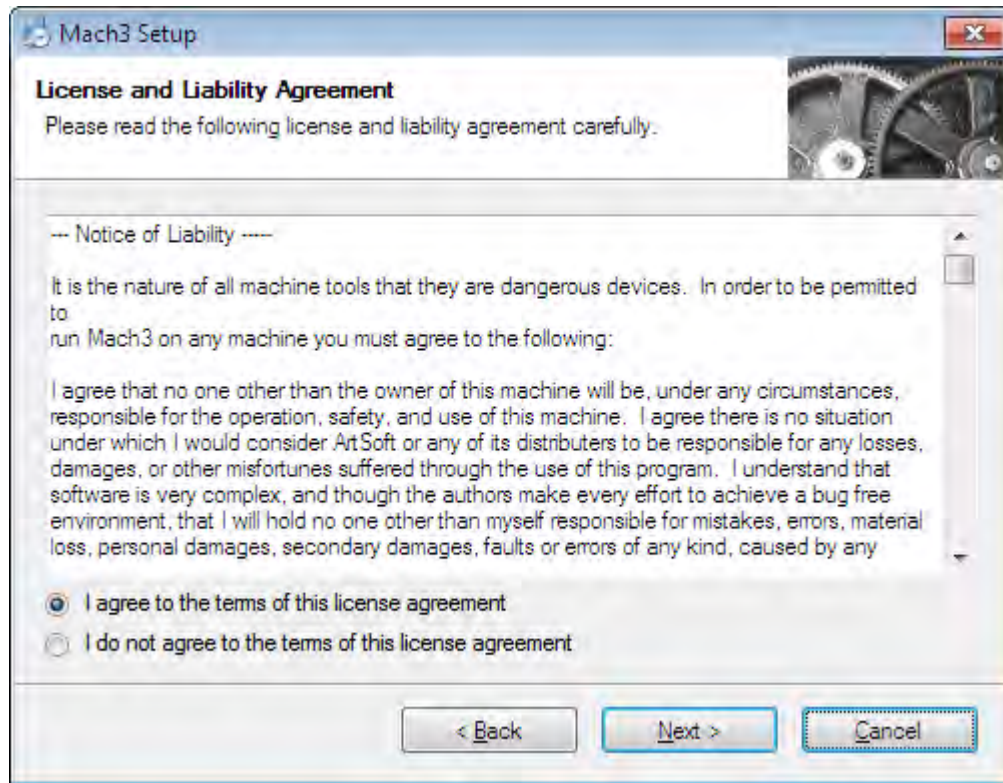 Mach3 Setup
License and Liability Agreement
Please read the following license and liability agreement carefully.
--- Notice of Liability -----
It is the nature of all machine tools that they are dangerous devices.  In order to be permitted
to
run Mach3 on any machine you must agree to the following:
I agree that no one other than the owner of this machine will be, under any circumstances,
responsible for the operation, safety, and use of this machine.  I agree there is no situation
under which I would consider ArtSoft or any of its distributers to be responsible for any losses,
damages, or other misfortunes suffered through the use of this program.  I understand that
software is very complex, and though the authors make every effort to achieve a bug free
environment, that I will hold no one other than myself responsible for mistakes, errors, material
loss, personal damages, secondary damages, faults or errors of any kind, caused by any
I agree to the terms of this license agreement
I do not agree to the terms of this license agreement
< Back
Next >
Cancel